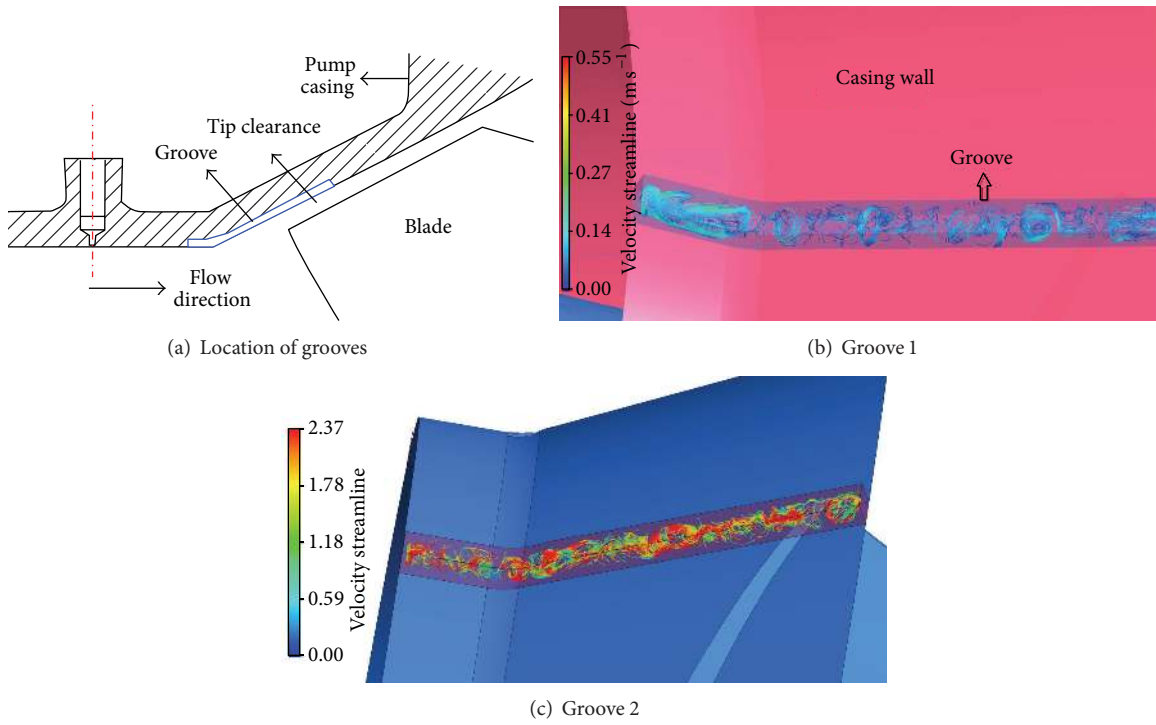 Pump
casing
Tip clearance
Groove
Blade
Flow
direction
(a) Location of grooves
0.55
0.41
0.27
0.14
0.00
Velocity streamline (m s⁻¹)
Casing wall
Groove
(b) Groove 1
2.37
1.78
1.18
0.59
0.00
Velocity streamline
(c) Groove 2